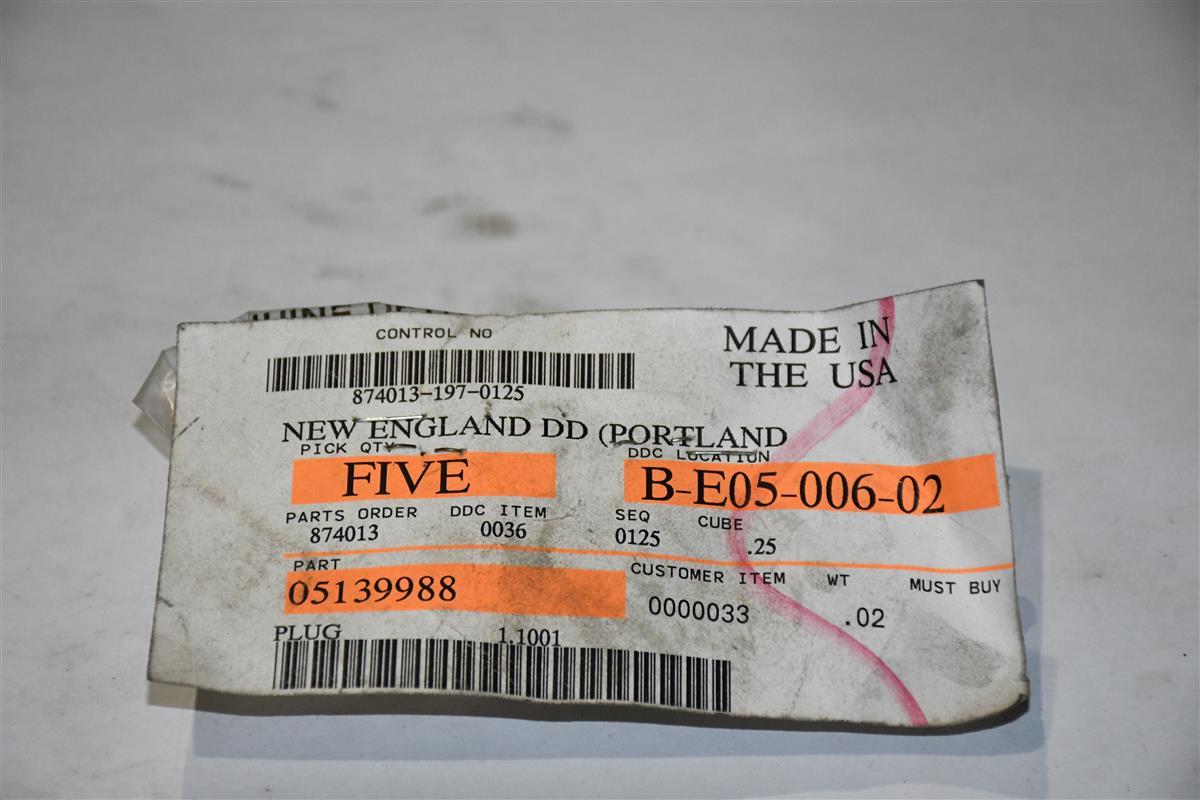 CONTROL NO
874013-197-0125
MADE IN
THE USA
NEW ENGLAND DD (PORTLAND
PICK QTY
DDC LOCATION
FIVE
B-E05-006-02
PARTS ORDER DDC ITEM SEQ CUBE
874013 0036 0125 .25
PART CUSTOMER ITEM WT MUST BUY
05139988 0000033 .02
PLUG 1.1001